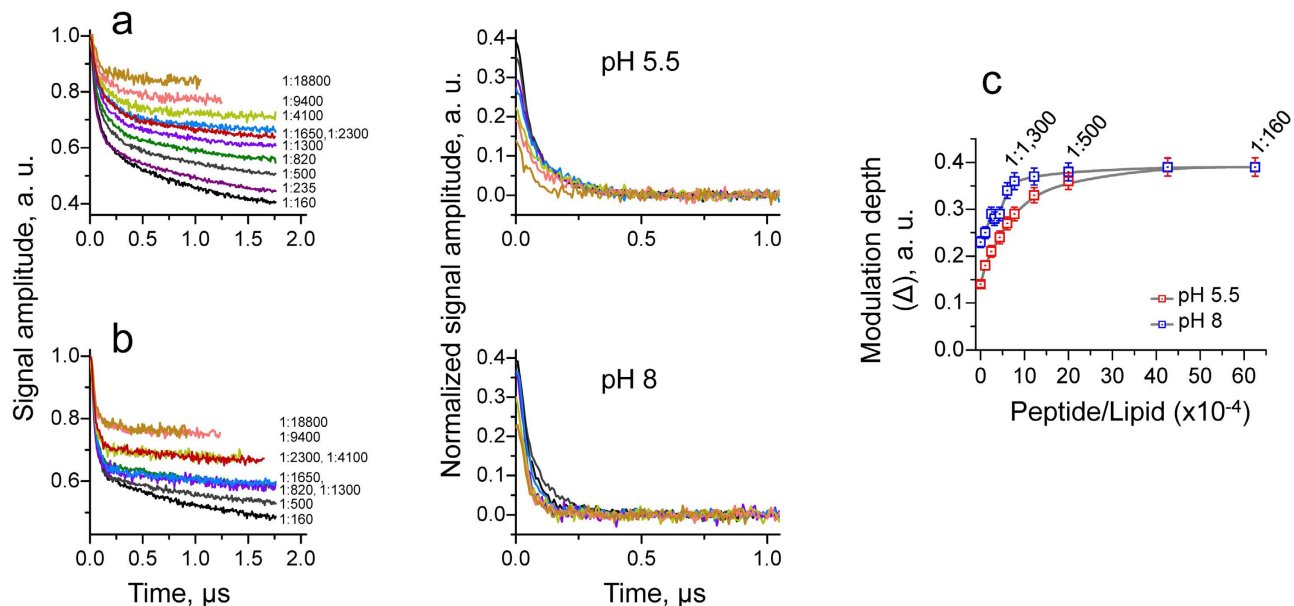 a
Signal amplitude, a. u.
1.0
0.8
0.6
0.4
0.0 0.5 1.0 1.5 2.0
1:18800
1:9400
1:4100
1:1650, 1:2300
1:1300
1:820
1:500
1:235
1:160
Normalized signal amplitude, a. u.
pH 5.5
0.4
0.3
0.2
0.1
0.0
0.0 0.5 1.0
b
1.0
0.8
0.6
0.0 0.5 1.0 1.5 2.0
Time, µs
1:18800
1:9400
1:2300, 1:4100
1:1650,
1:820, 1:1300
1:500
1:160
pH 8
0.4
0.3
0.2
0.1
0.0
0.0 0.5 1.0
Time, µs
c
Modulation depth
(Δ), a. u.
0.4
0.3
0.2
0.1
0.0
1:1,300
1:500
1:160
pH 5.5
pH 8
0 10 20 30 40 50 60
Peptide/Lipid (x10⁻⁴)